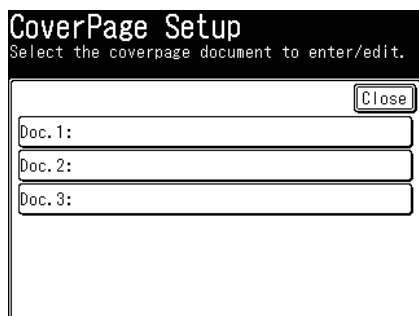 CoverPage Setup
Select the coverpage document to enter/edit.
Close
Doc.1:
Doc.2:
Doc.3: